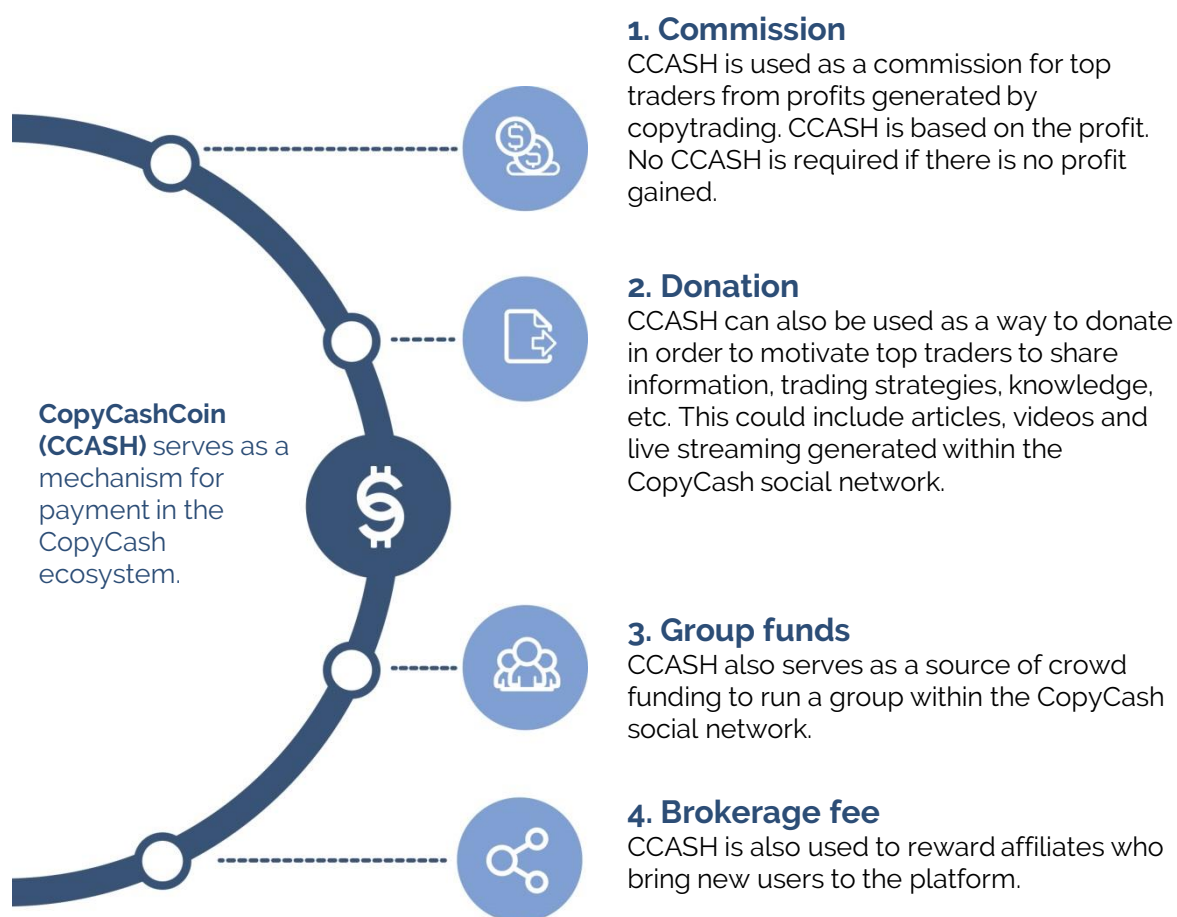 CopyCashCoin
(CCASH) serves as a
mechanism for
payment in the
CopyCash
ecosystem.
1. Commission
CCASH is used as a commission for top
traders from profits generated by
copytrading. CCASH is based on the profit.
No CCASH is required if there is no profit
gained.
2. Donation
CCASH can also be used as a way to donate
in order to motivate top traders to share
information, trading strategies, knowledge,
etc. This could include articles, videos and
live streaming generated within the
CopyCash social network.
3. Group funds
CCASH also serves as a source of crowd
funding to run a group within the CopyCash
social network.
4. Brokerage fee
CCASH is also used to reward affiliates who
bring new users to the platform.